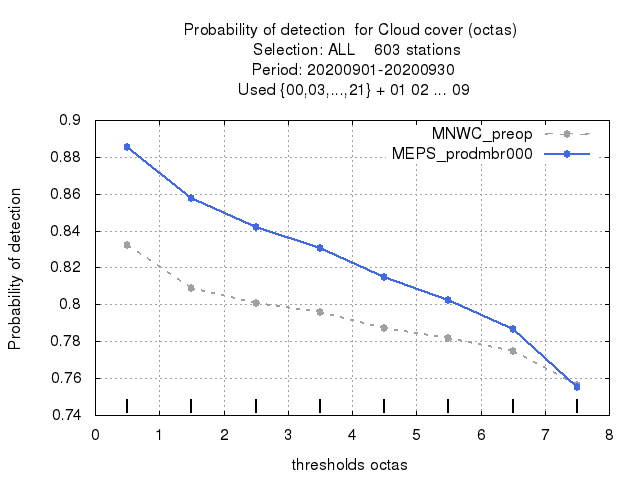 Probability of detection  for Cloud cover (octas)
Selection: ALL    603 stations
Period: 20200901-20200930
Used {00,03,...,21} + 01 02 ... 09
MNWC_preop
MEPS_prodmbr000
Probability of detection
0.9
0.88
0.86
0.84
0.82
0.8
0.78
0.76
0.74
0 1 2 3 4 5 6 7 8
thresholds octas